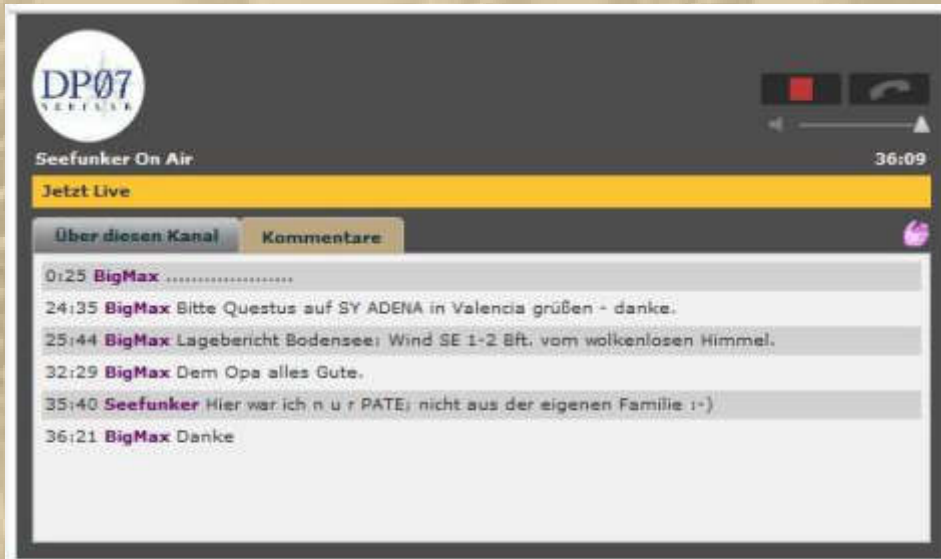 DP07
SEEFUNK
Seefunker On Air
36:09
Jetzt Live
Über diesen Kanal
Kommentare
0:25 BigMax ....................
24:35 BigMax Bitte Questus auf SY ADENA in Valencia grüßen - danke.
25:44 BigMax Lagebericht Bodensee: Wind SE 1-2 Bft. vom wolkenlosen Himmel.
32:29 BigMax Dem Opa alles Gute.
35:40 Seefunker Hier war ich n u r PATE; nicht aus der eigenen Familie :-)
36:21 BigMax Danke